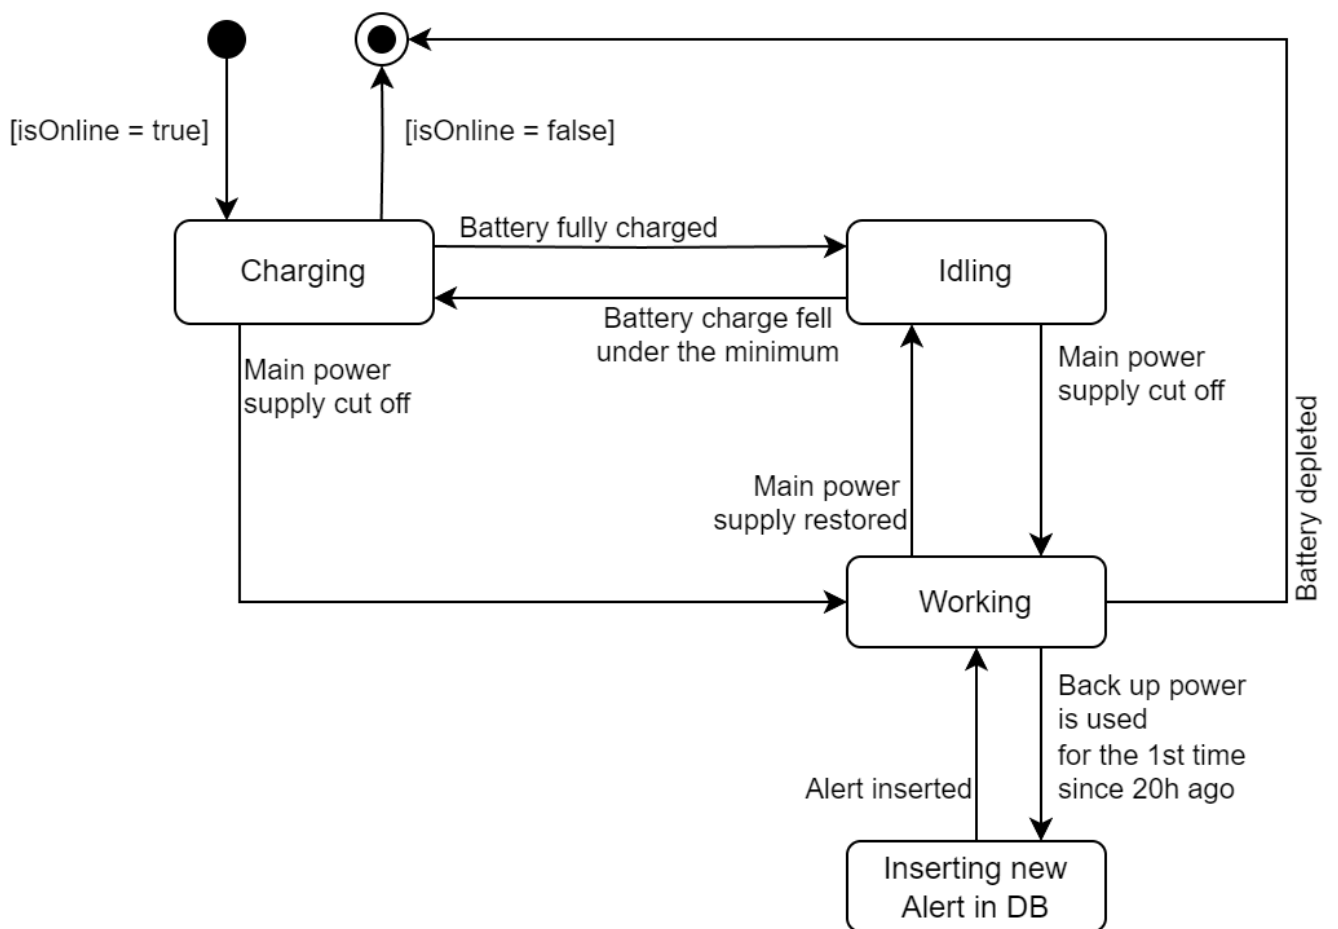 [isOnline = true]
[isOnline = false]
Battery fully charged
Charging
Idling
Battery charge fell
under the minimum
Main power
supply cut off
Main power
supply cut off
Main power
supply restored
Battery depleted
Working
Back up power
is used
for the 1st time
since 20h ago
Alert inserted
Inserting new
Alert in DB